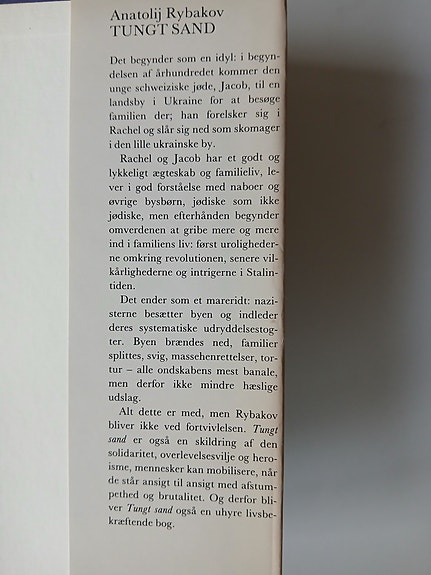 Anatolij Rybakov
TUNGT SAND
Det begynder som en idyl: i begyn-
delsen af århundredet kommer den
unge schweiziske jøde, Jacob, til en
landsby i Ukraine for at besøge
familien der; han forelsker sig i
Rachel og slår sig ned som skomager
i den lille ukrainske by.
Rachel og Jacob har et godt og
lykkeligt ægteskab og familieliv, le-
ver i god forståelse med naboer og
øvrige bysbørn, jødiske som ikke
jødiske, men efterhånden begynder
omverdenen at gribe mere og mere
ind i familiens liv: først uroligheder-
ne omkring revolutionen, senere vil-
kårlighederne og intrigerne i Stalin-
tiden.
Det ender som et mareridt: nazi-
sterne besætter byen og indleder
deres systematiske udryddelsestog-
ter. Byen brændes ned, familier
splittes, svig, massehenrettelser, tor-
tur – alle ondskabens mest banale,
men derfor ikke mindre hæslige
udslag.
Alt dette er med, men Rybakov
bliver ikke ved fortvivlelsen. Tungt
sand er også en skildring af den
solidaritet, overlevelsesvilje og hero-
isme, mennesker kan mobilisere, når
de står ansigt til ansigt med afstum-
pethed og brutalitet. Og derfor bli-
ver Tungt sand også en uhyre livsbe-
kræftende bog.